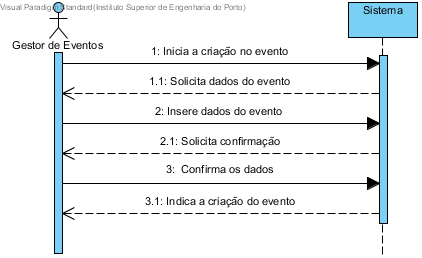 Visual Paradigm Standard(Instituto Superior de Engenharia do Porto)
Sistema
Gestor de Eventos
1: Inicia a criação no evento
1.1: Solicita dados do evento
2: Insere dados do evento
2.1: Solicita confirmação
3: Confirma os dados
3.1: Indica a criação do evento